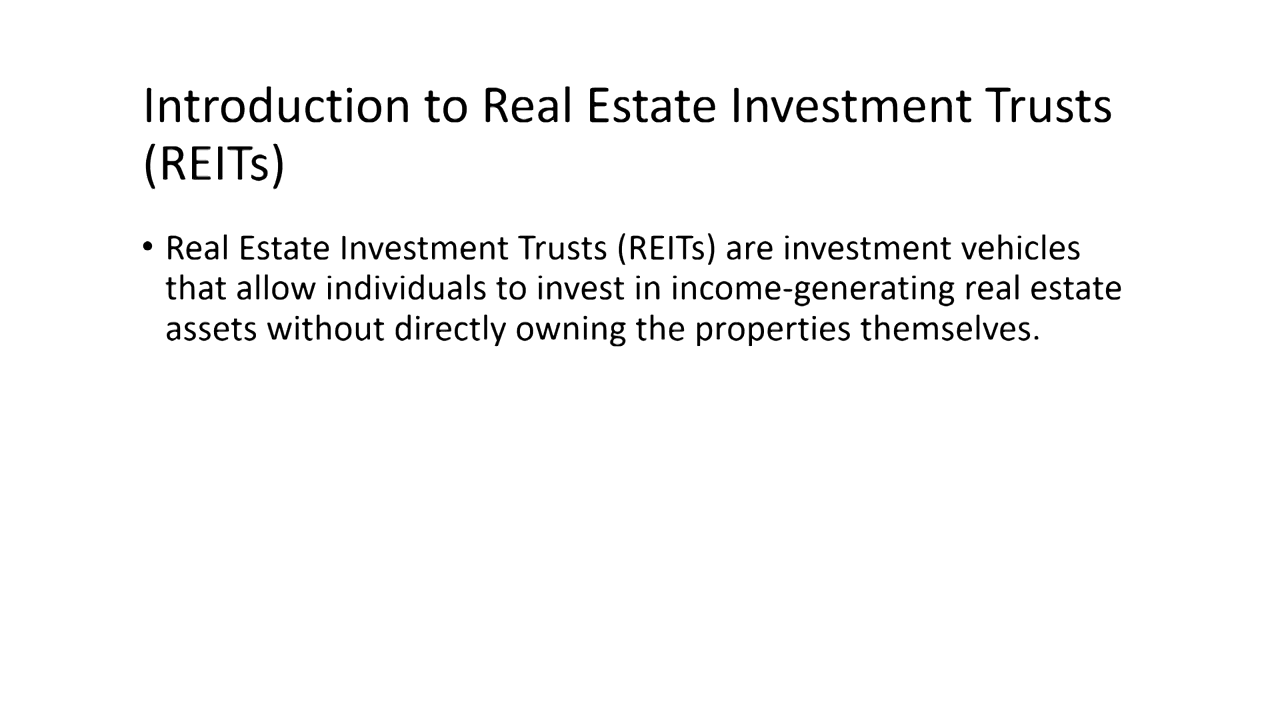 Introduction to Real Estate Investment Trusts
(REITs)
• Real Estate Investment Trusts (REITs) are investment vehicles
that allow individuals to invest in income-generating real estate
assets without directly owning the properties themselves.